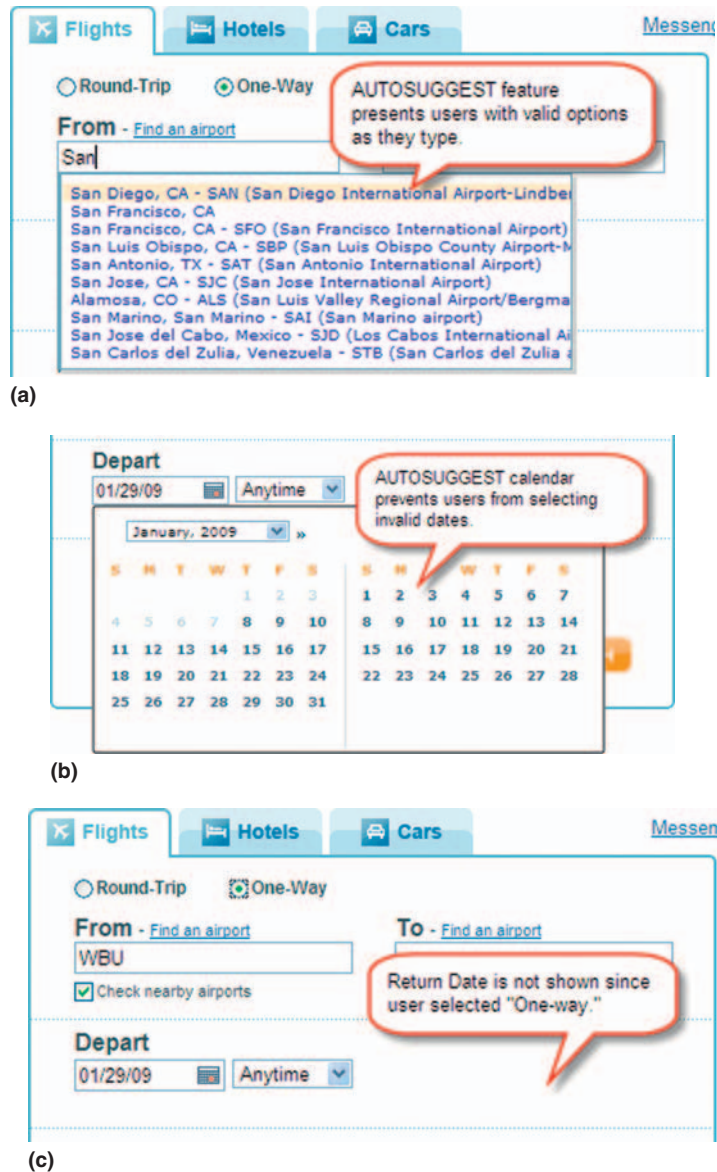 Flights Hotels Cars Messeng
Round-Trip One-Way
From - Find an airport
San
AUTOSUGGEST feature
presents users with valid options
as they type.
San Diego, CA - SAN (San Diego International Airport-Lindber
San Francisco, CA
San Francisco, CA - SFO (San Francisco International Airport)
San Luis Obispo, CA - SBP (San Luis Obispo County Airport-M
San Antonio, TX - SAT (San Antonio International Airport)
San Jose, CA - SJC (San Jose International Airport)
Alamosa, CO - ALS (San Luis Valley Regional Airport/Bergma
San Marino, San Marino - SAI (San Marino airport)
San Jose del Cabo, Mexico - SJD (Los Cabos International Ai
San Carlos del Zulia, Venezuela - STB (San Carlos del Zulia a
(a)
Depart
01/29/09 Anytime
AUTOSUGGEST calendar
prevents users from selecting
invalid dates.
January, 2009 »
S M T W T F S S M W T F S
1 2 3 1 2 3 4 5 6 7
4 5 6 7 8 9 10 8 9 10 11 12 13 14
11 12 13 14 15 16 17 15 16 17 18 19 20 21
18 19 20 21 22 23 24 22 23 24 25 26 27 28
25 26 27 28 29 30 31
(b)
Flights Hotels Cars Messen
Round-Trip One-Way
From - Find an airport To - Find an airport
WBU
Check nearby airports
Return Date is not shown since
user selected "One-way."
Depart
01/29/09 Anytime
(c)